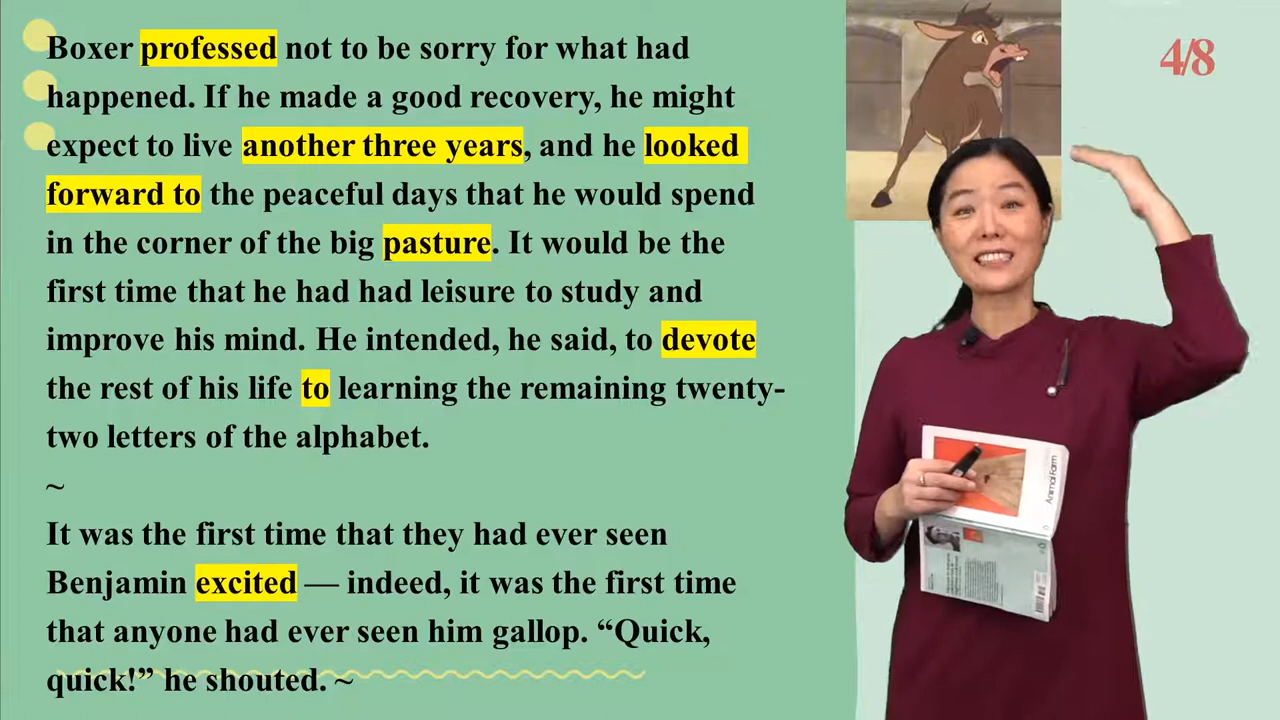 Boxer professed not to be sorry for what had
happened. If he made a good recovery, he might
expect to live another three years, and he looked
forward to the peaceful days that he would spend
in the corner of the big pasture. It would be the
first time that he had had leisure to study and
improve his mind. He intended, he said, to devote
the rest of his life to learning the remaining twenty-
two letters of the alphabet.
~
It was the first time that they had ever seen
Benjamin excited — indeed, it was the first time
that anyone had ever seen him gallop. “Quick,
quick!” he shouted. ~
4/8
Animal Farm